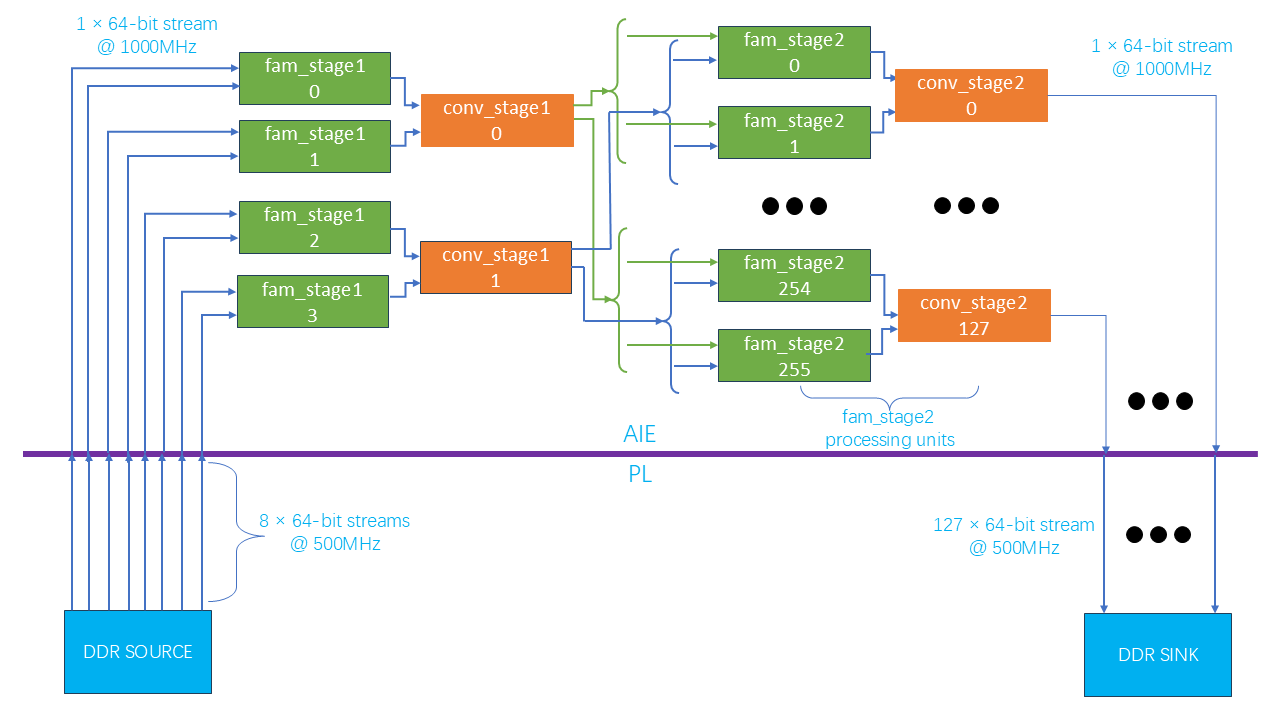 1 × 64-bit stream
@ 1000MHz
fam_stage1
0
fam_stage1
1
fam_stage1
2
fam_stage1
3
conv_stage1
0
conv_stage1
1
fam_stage2
0
fam_stage2
1
fam_stage2
254
fam_stage2
255
conv_stage2
0
conv_stage2
127
1 × 64-bit stream
@ 1000MHz
fam_stage2
processing units
AIE
PL
8 × 64-bit streams
@ 500MHz
127 × 64-bit stream
@ 500MHz
DDR SOURCE
DDR SINK